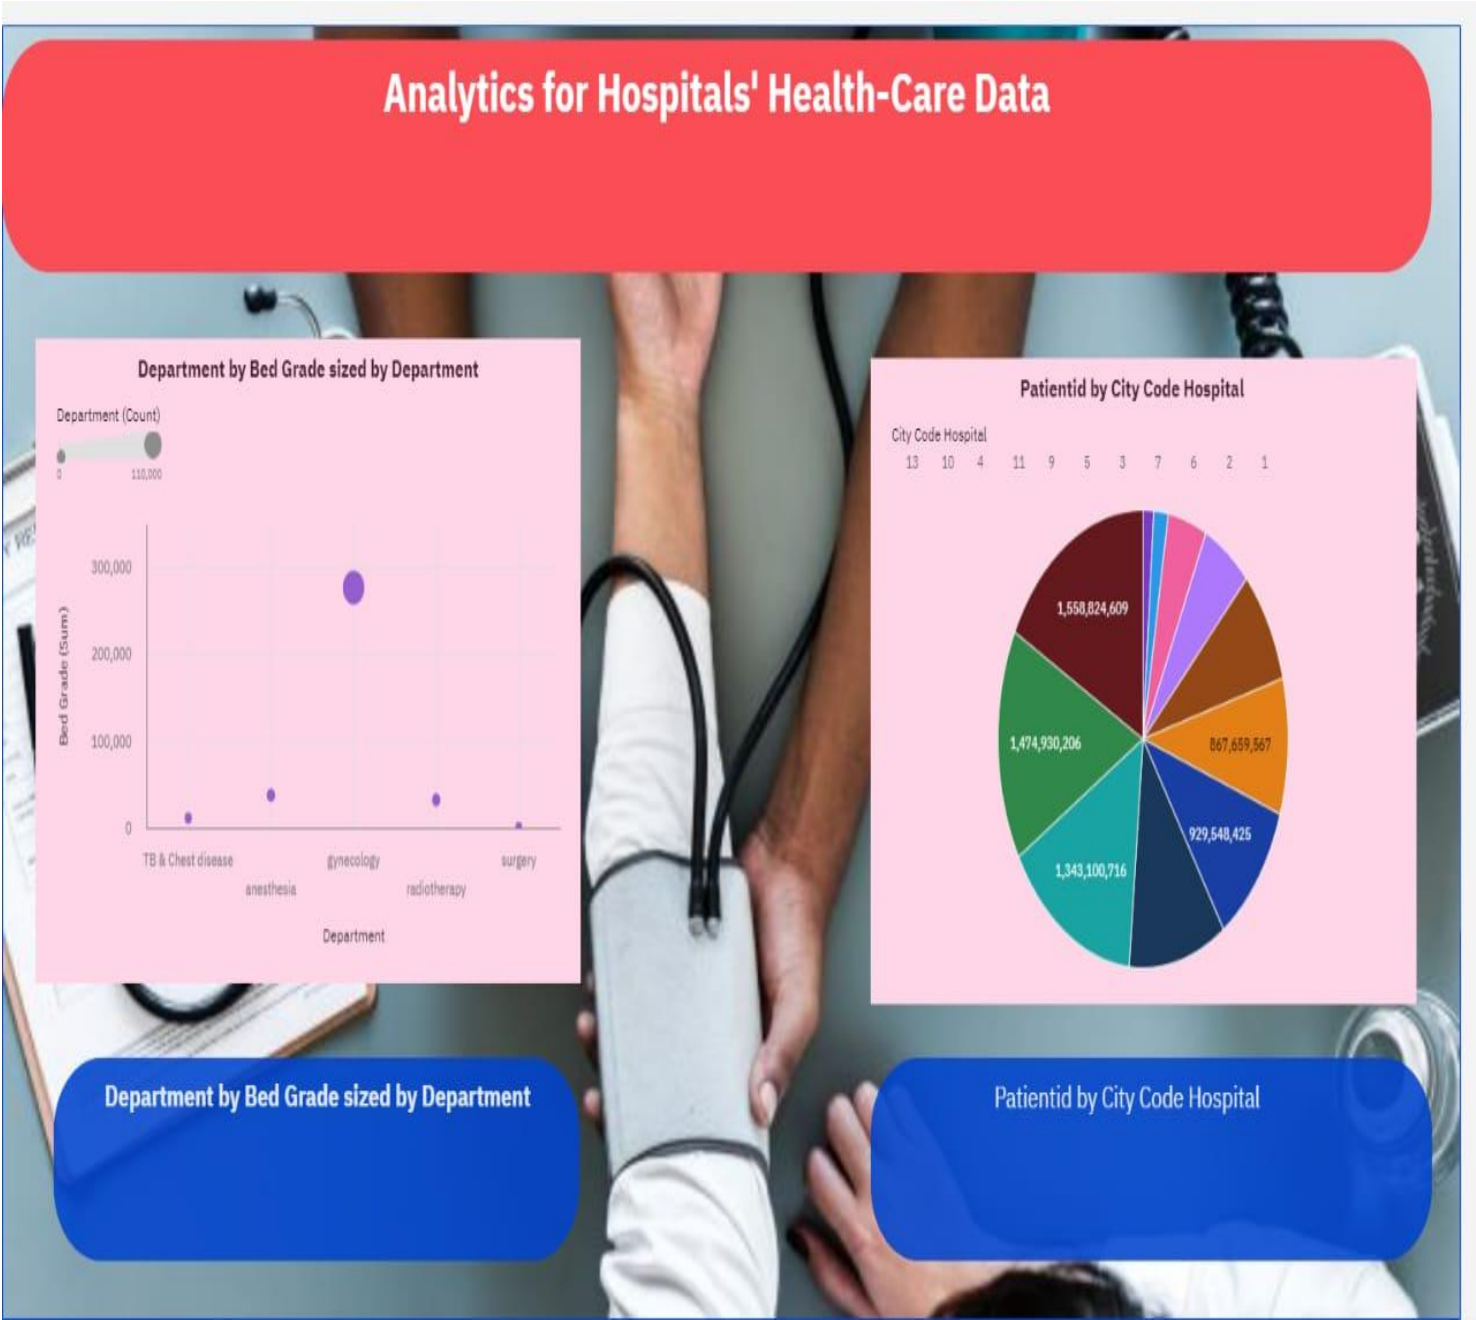 Analytics for Hospitals' Health-Care Data
Department by Bed Grade sized by Department
Department (Count)
0 110,000
Bed Grade (Sum)
300,000
200,000
100,000
0
TB & Chest disease gynecology surgery
anesthesia radiotherapy
Department
Patientid by City Code Hospital
City Code Hospital
13 10 4 11 9 5 3 7 6 2 1
1,558,824,609
1,474,930,206
867,659,567
929,548,425
1,343,100,716
Department by Bed Grade sized by Department
Patientid by City Code Hospital